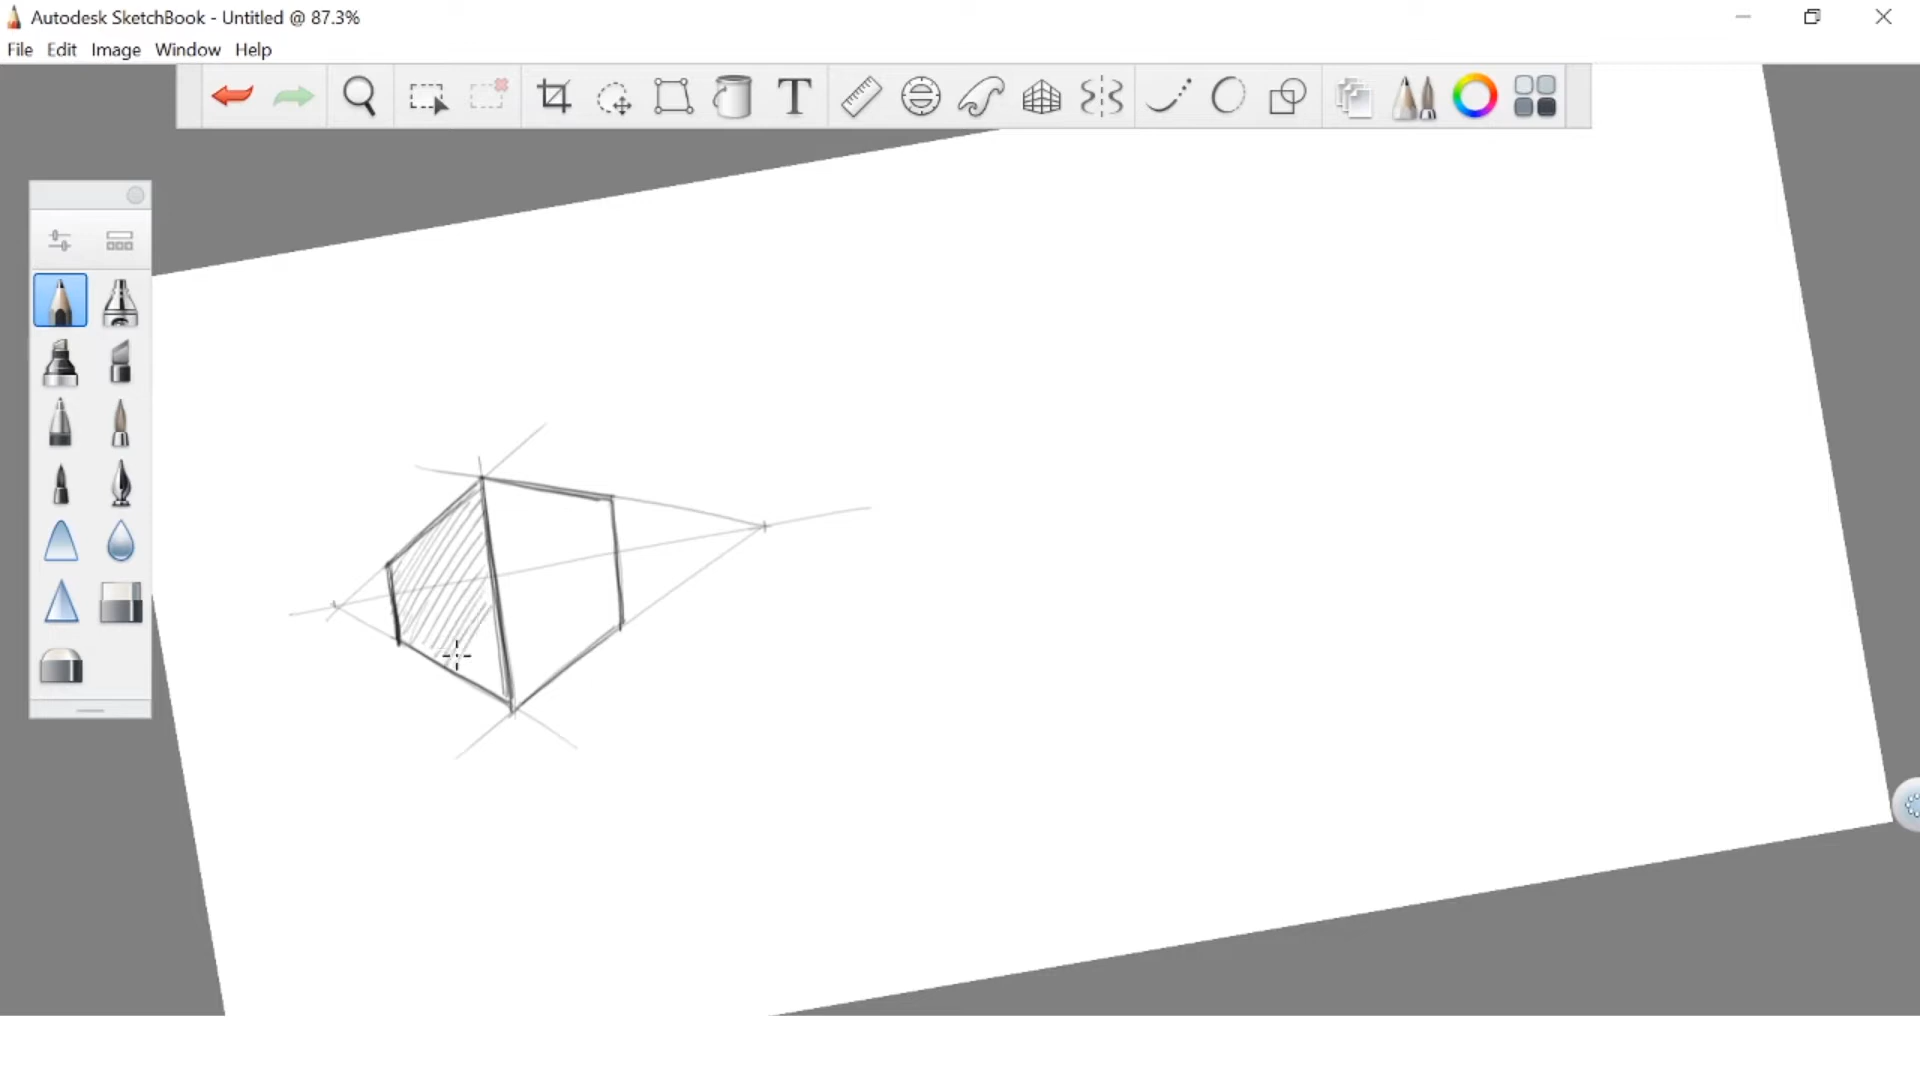 Autodesk SketchBook - Untitled @ 87.3%
File Edit Image Window Help
T